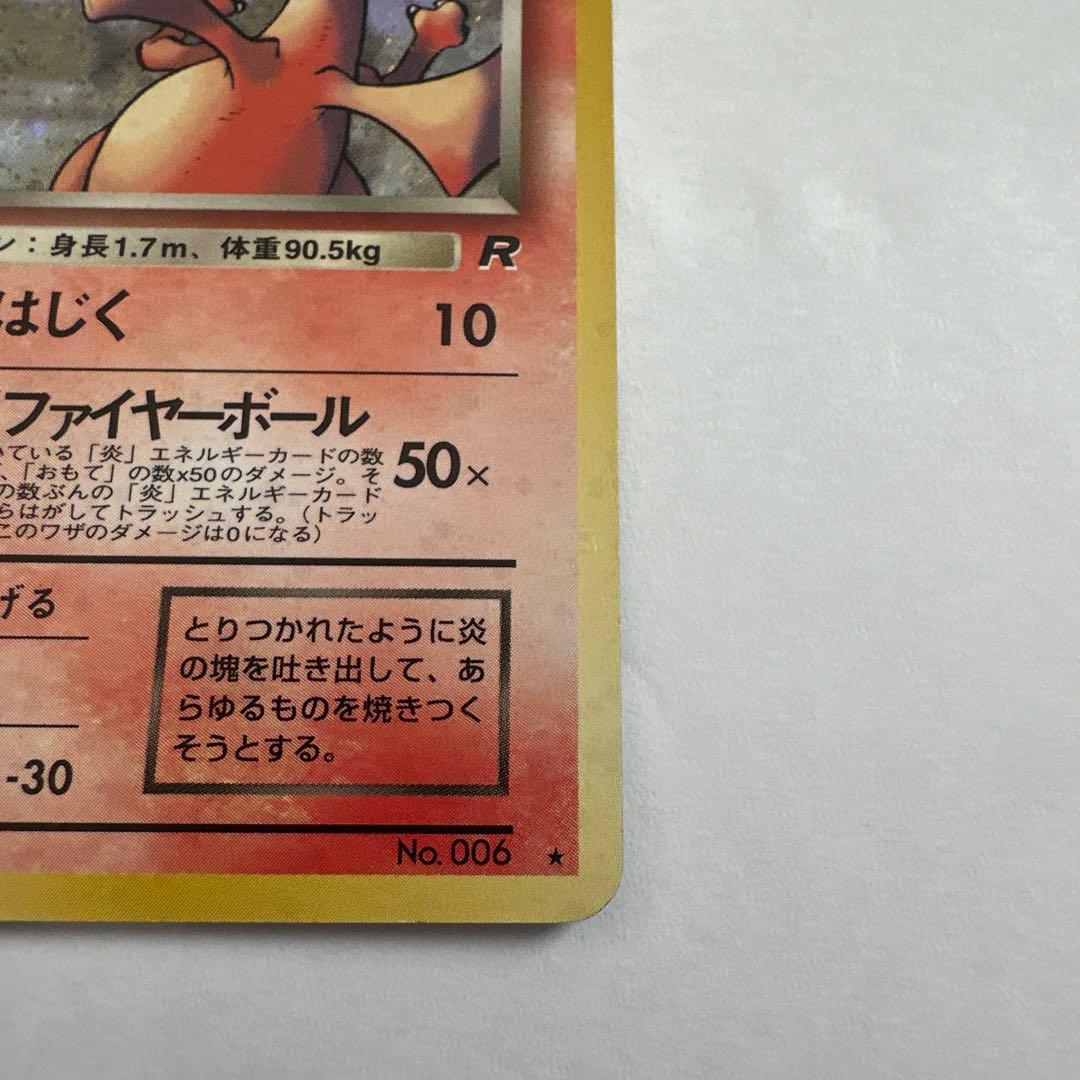 ン：身長1.7m、体重90.5kg
R
はじく 10
ファイヤーボール
いている「炎」エネルギーカードの数
、「おもて」の数x50のダメージ。そ
の数ぶんの「炎」エネルギーカード
らはがしてトラッシュする。（トラッ
このワザのダメージは0になる）
50×
げる
とりつかれたように炎
の塊を吐き出して、あ
らゆるものを焼きつく
そうとする。
-30
No. 006 ★